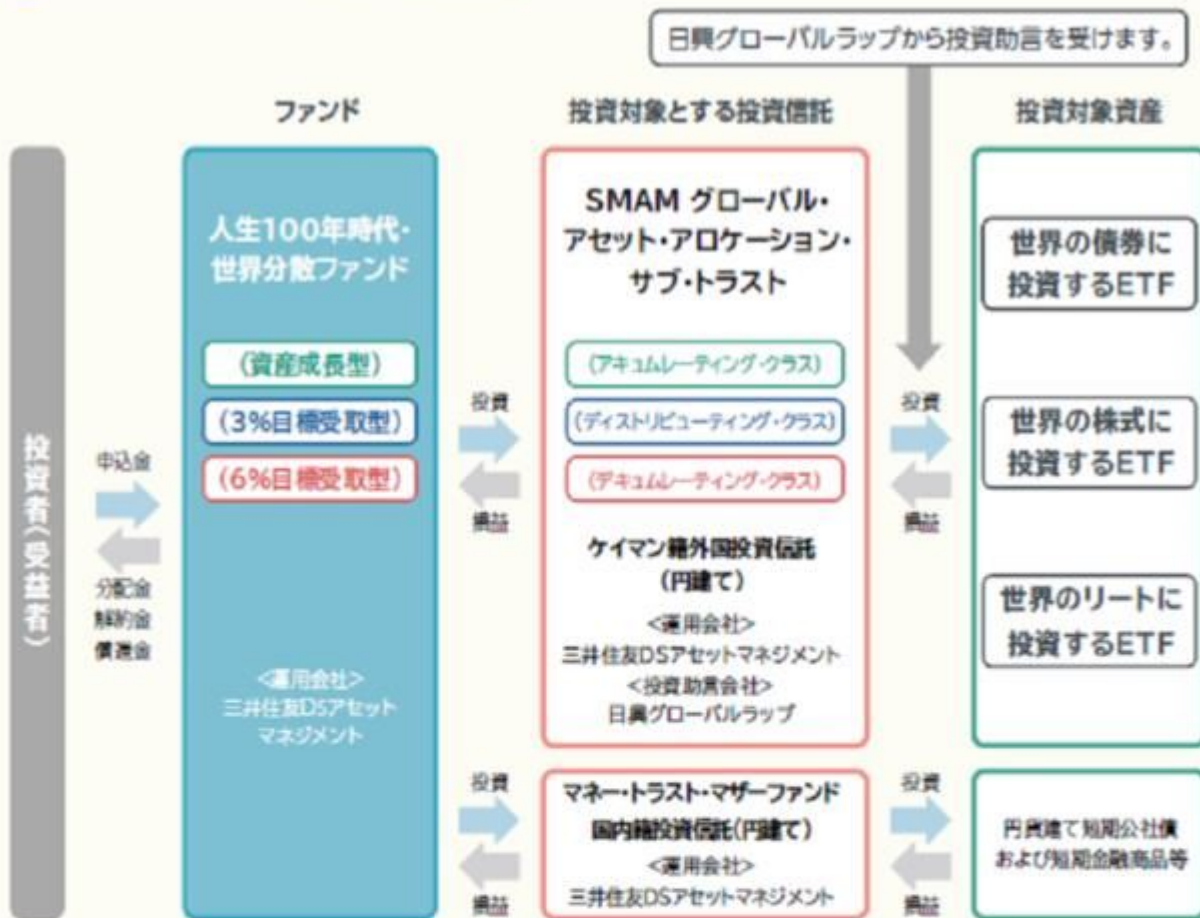 日興グローバルラップから投資助言を受けます。
ファンド
投資対象とする投資信託
投資対象資産
投資者(受益者)
申込金
分配金
解約金
償還金
人生100年時代・
世界分散ファンド
(資産成長型)
(3%目標受取型)
(6%目標受取型)
<運用会社>
三井住友DSアセット
マネジメント
投資
損益
SMAM グローバル・
アセット・アロケーション・
サブ・トラスト
(アキュムレーティング・クラス)
(ディストリビューティング・クラス)
(デキュムレーティング・クラス)
ケイマン籍外国投資信託
(円建て)
<運用会社>
三井住友DSアセットマネジメント
<投資助言会社>
日興グローバルラップ
投資
損益
世界の債券に
投資するETF
世界の株式に
投資するETF
世界のリートに
投資するETF
投資
損益
マネー・トラスト・マザーファンド
国内籍投資信託(円建て)
<運用会社>
三井住友DSアセットマネジメント
投資
損益
円貨建て短期公社債
および短期金融商品等